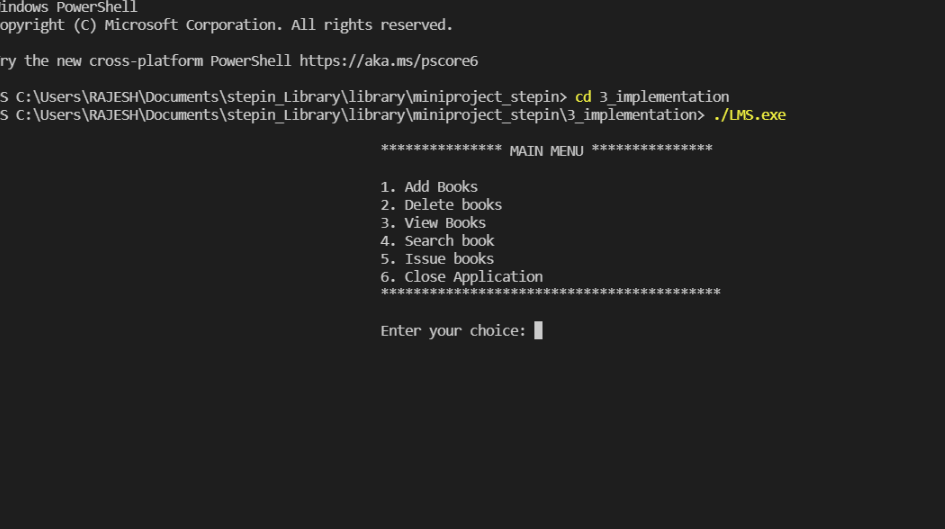 indows PowerShell
opyright (C) Microsoft Corporation. All rights reserved.
ry the new cross-platform PowerShell https://aka.ms/pscore6
S C:\Users\RAJESH\Documents\stepin_Library\library\miniproject_stepin> cd 3_implementation
S C:\Users\RAJESH\Documents\stepin_Library\library\miniproject_stepin\3_implementation> ./LMS.exe
*************** MAIN MENU ***************
1. Add Books
2. Delete books
3. View Books
4. Search book
5. Issue books
6. Close Application
******************************************
Enter your choice: